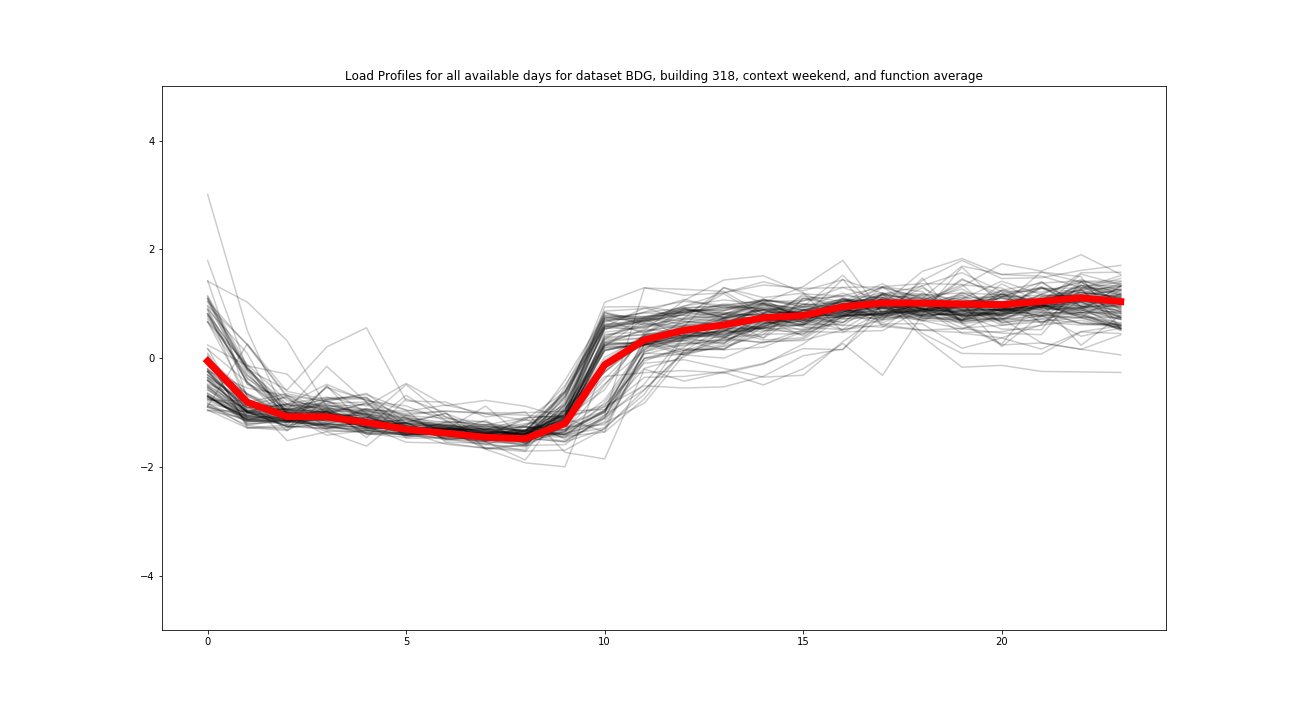 Load Profiles for all available days for dataset BDG, building 318, context weekend, and function average
4
2
0
−2
−4
0 5 10 15 20